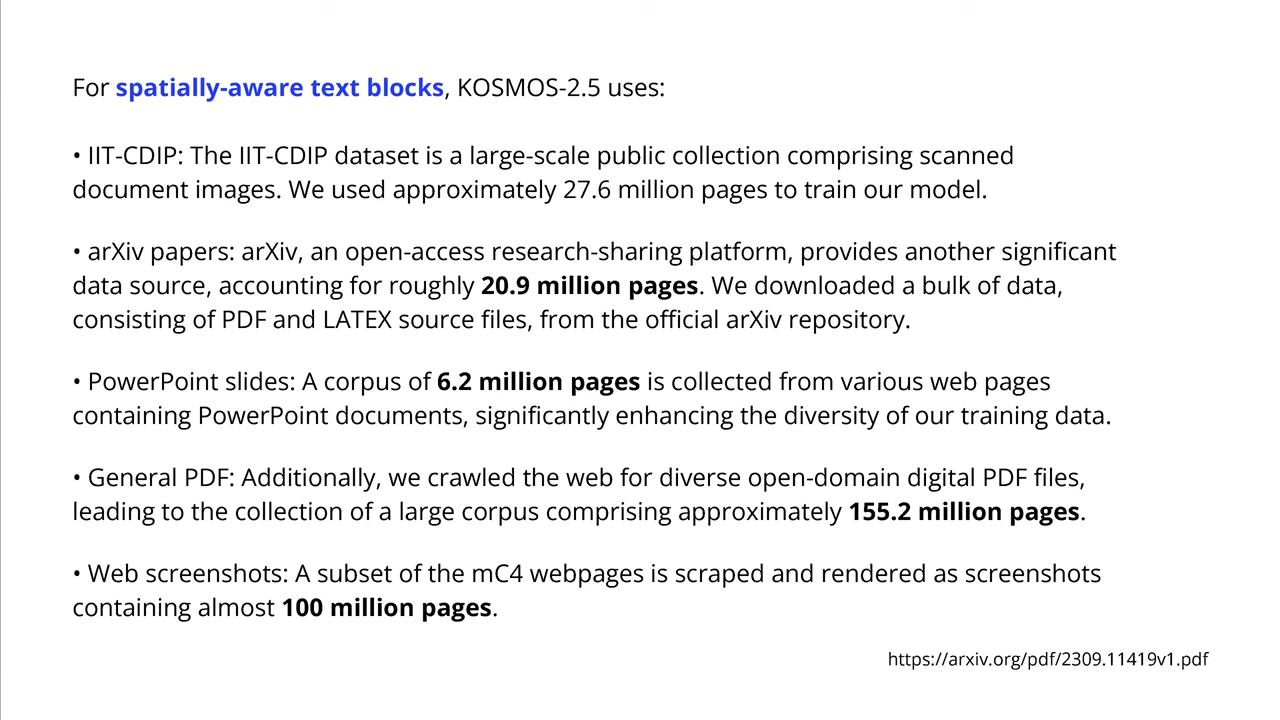 For spatially-aware text blocks, KOSMOS-2.5 uses:
• IIT-CDIP: The IIT-CDIP dataset is a large-scale public collection comprising scanned
document images. We used approximately 27.6 million pages to train our model.
• arXiv papers: arXiv, an open-access research-sharing platform, provides another significant
data source, accounting for roughly 20.9 million pages. We downloaded a bulk of data,
consisting of PDF and LATEX source files, from the official arXiv repository.
• PowerPoint slides: A corpus of 6.2 million pages is collected from various web pages
containing PowerPoint documents, significantly enhancing the diversity of our training data.
• General PDF: Additionally, we crawled the web for diverse open-domain digital PDF files,
leading to the collection of a large corpus comprising approximately 155.2 million pages.
• Web screenshots: A subset of the mC4 webpages is scraped and rendered as screenshots
containing almost 100 million pages.
https://arxiv.org/pdf/2309.11419v1.pdf